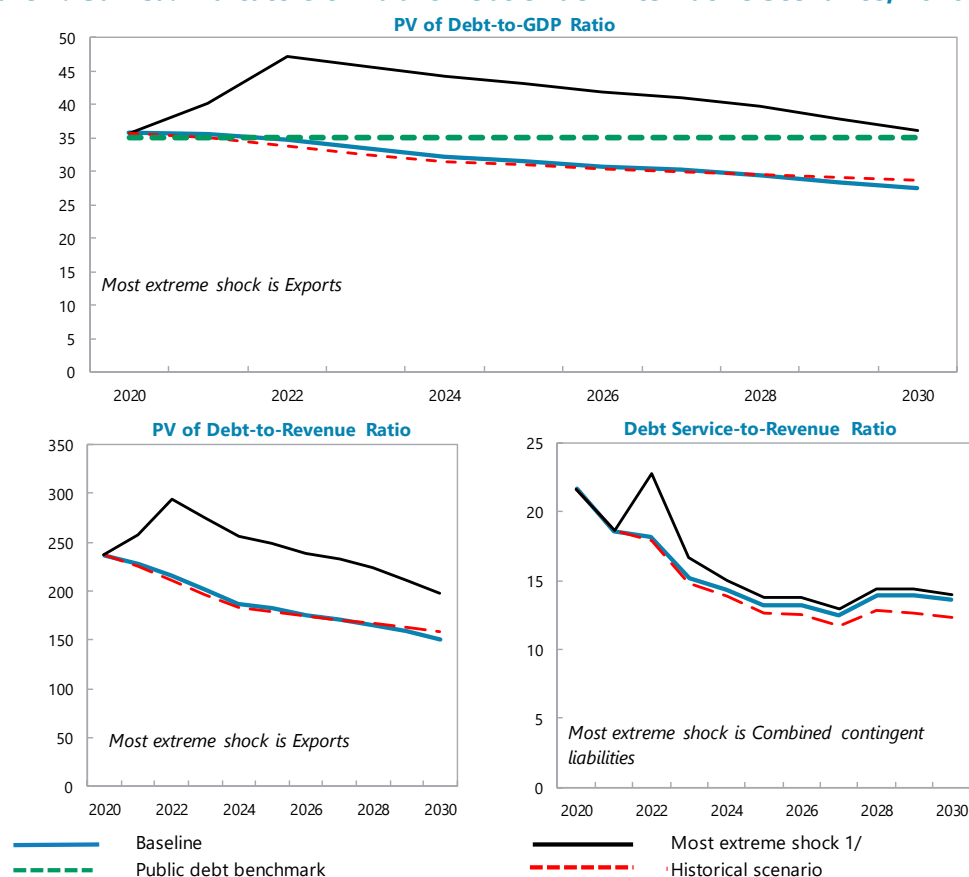 PV of Debt-to-GDP Ratio
50
45
40
35
30
25
20
15
10
5
0
Most extreme shock is Exports
2020 2022 2024 2026 2028 2030
PV of Debt-to-Revenue Ratio
350
300
250
200
150
100
50
0
Most extreme shock is Exports
2020 2022 2024 2026 2028 2030
Debt Service-to-Revenue Ratio
25
20
15
10
5
0
Most extreme shock is Combined contingent
liabilities
2020 2022 2024 2026 2028 2030
Baseline
Most extreme shock 1/
Public debt benchmark
Historical scenario